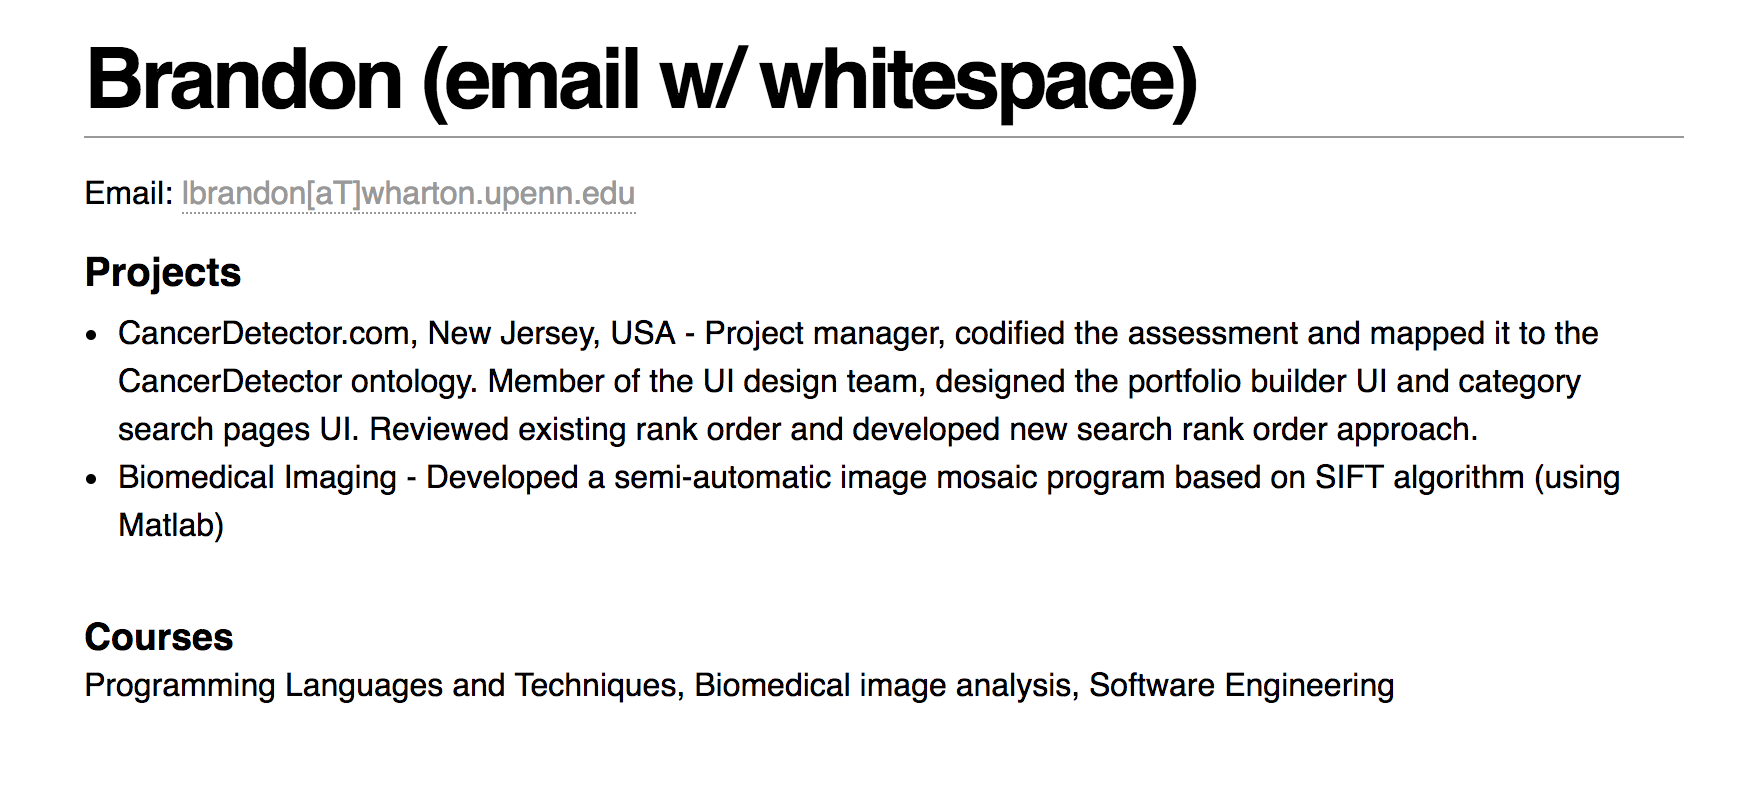 Brandon (email w/ whitespace)
Email: lbrandon[aT]wharton.upenn.edu
Projects
• CancerDetector.com, New Jersey, USA - Project manager, codified the assessment and mapped it to the
CancerDetector ontology. Member of the UI design team, designed the portfolio builder UI and category
search pages UI. Reviewed existing rank order and developed new search rank order approach.
• Biomedical Imaging - Developed a semi-automatic image mosaic program based on SIFT algorithm (using
Matlab)
Courses
Programming Languages and Techniques, Biomedical image analysis, Software Engineering